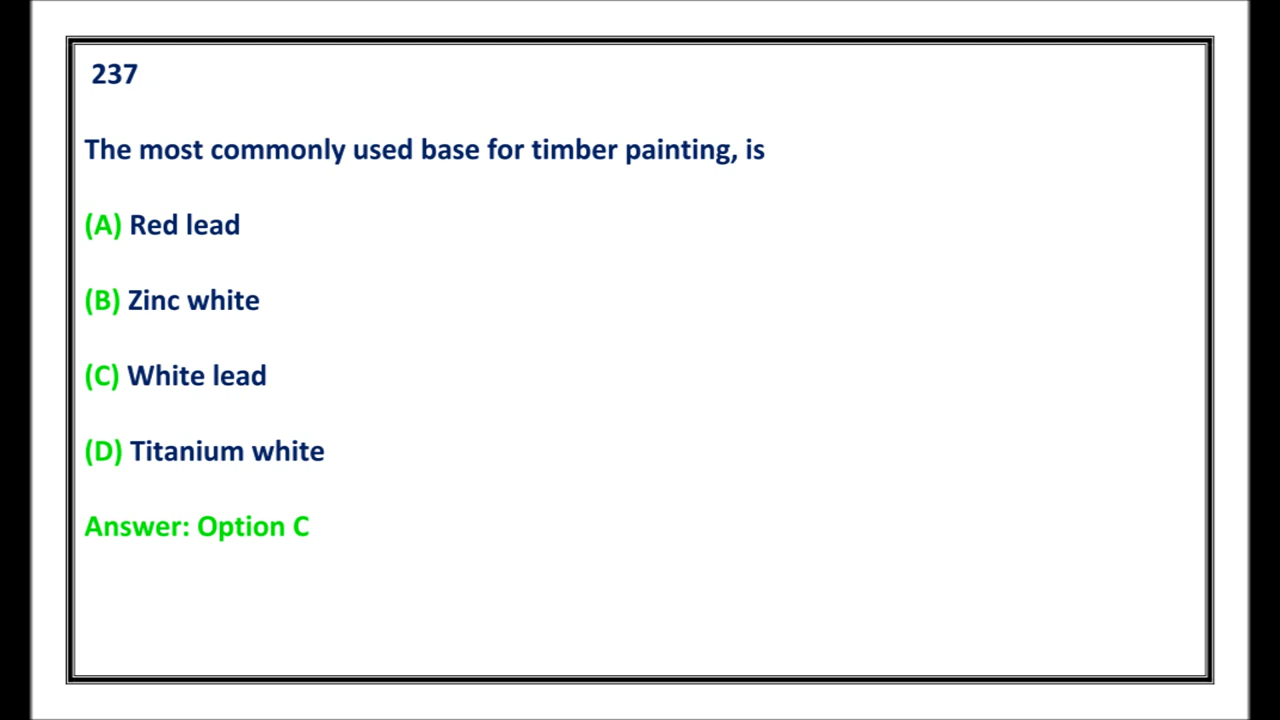 237
The most commonly used base for timber painting, is
(A) Red lead
(B) Zinc white
(C) White lead
(D) Titanium white
Answer: Option C